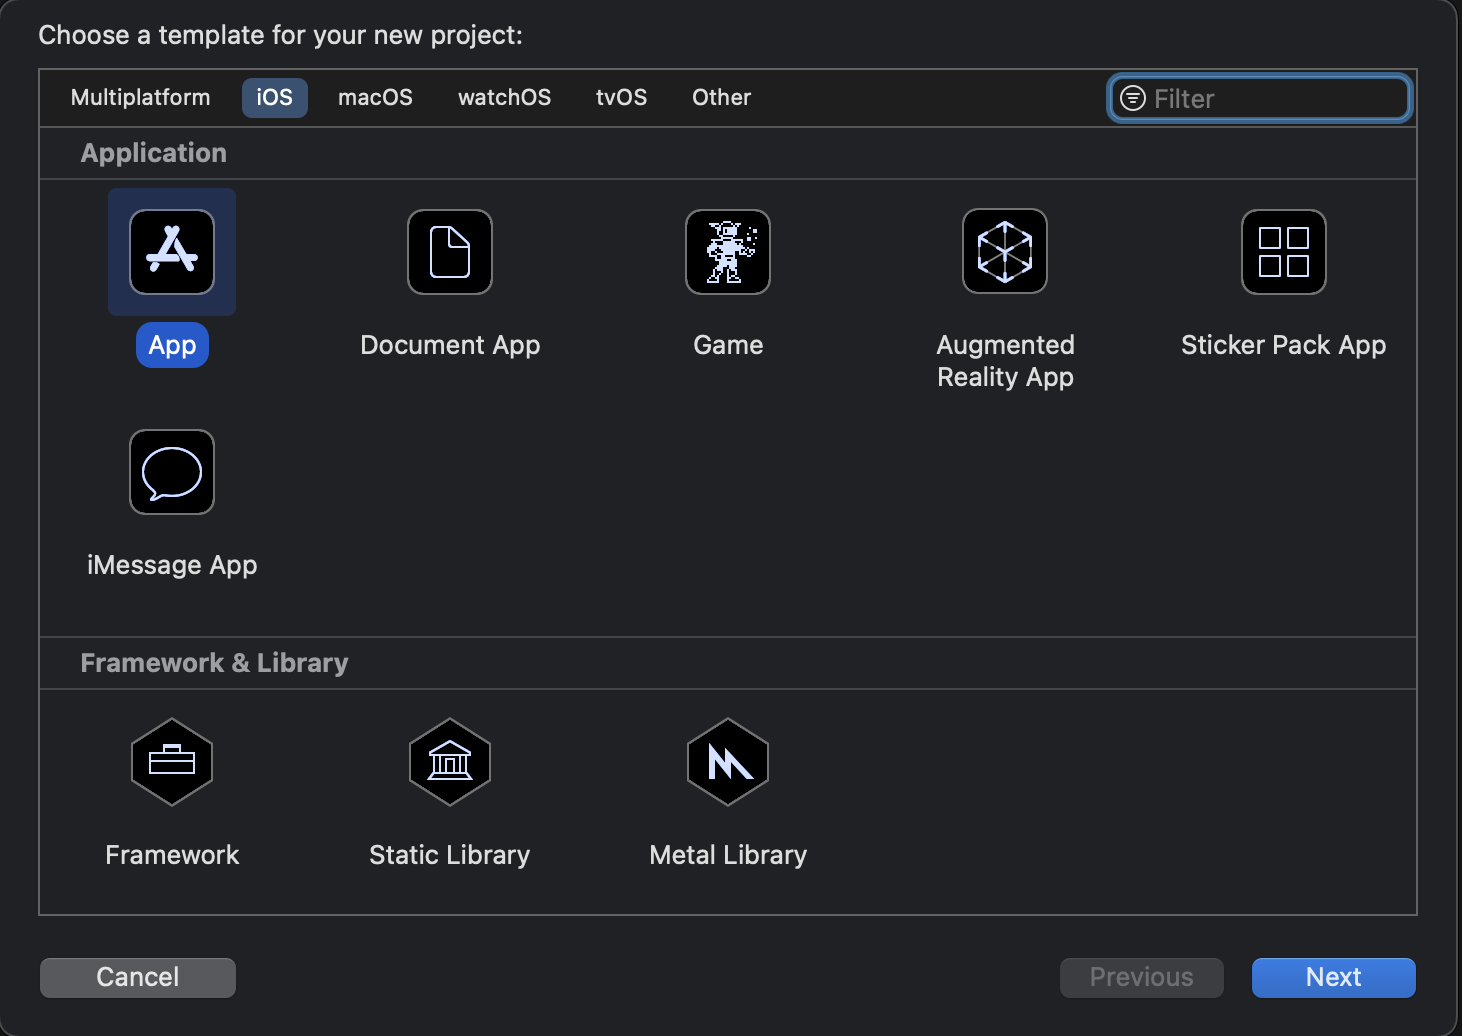 Choose a template for your new project:
Multiplatform iOS macOS watchOS tvOS Other Filter
Application
App Document App Game Augmented Reality App Sticker Pack App
iMessage App
Framework & Library
Framework Static Library Metal Library
Cancel Previous Next